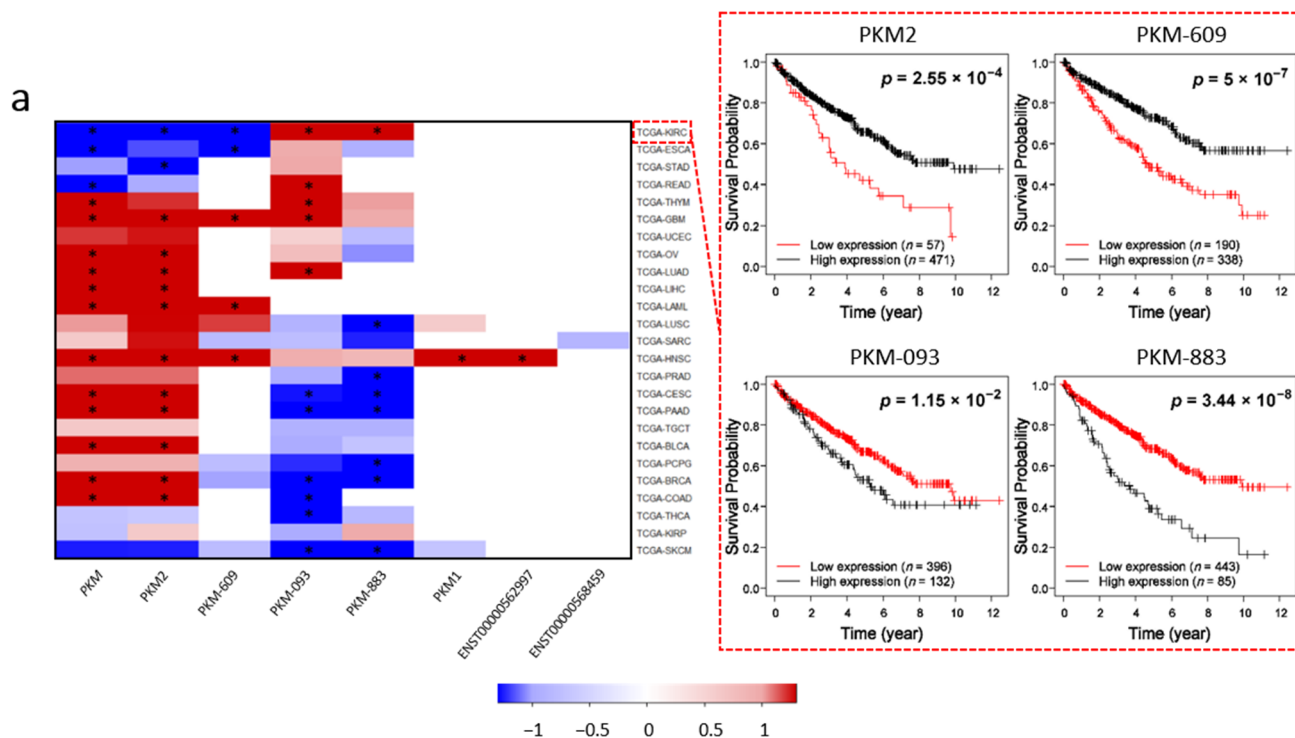 a
TCGA-KIRC
TCGA-ESCA
TCGA-STAD
TCGA-READ
TCGA-THYM
TCGA-GBM
TCGA-UCEC
TCGA-OV
TCGA-LUAD
TCGA-LIHC
TCGA-LAML
TCGA-LUSC
TCGA-SARC
TCGA-HNSC
TCGA-PRAD
TCGA-CESC
TCGA-PAAD
TCGA-TGCT
TCGA-BLCA
TCGA-PCPG
TCGA-BRCA
TCGA-COAD
TCGA-THCA
TCGA-KIRP
TCGA-SKCM
PKM
PKM2
PKM-609
PKM-093
PKM-883
PKM1
ENST00000562997
ENST00000568459
−1 −0.5 0 0.5 1
PKM2
p = 2.55 × 10⁻⁴
Survival Probability
1.0
0.8
0.6
0.4
0.2
0.0
Low expression (n = 57)
High expression (n = 471)
0 2 4 6 8 10 12
Time (year)
PKM-609
p = 5 × 10⁻⁷
Survival Probability
1.0
0.8
0.6
0.4
0.2
0.0
Low expression (n = 190)
High expression (n = 338)
0 2 4 6 8 10 12
Time (year)
PKM-093
p = 1.15 × 10⁻²
Survival Probability
1.0
0.8
0.6
0.4
0.2
0.0
Low expression (n = 396)
High expression (n = 132)
0 2 4 6 8 10 12
Time (year)
PKM-883
p = 3.44 × 10⁻⁸
Survival Probability
1.0
0.8
0.6
0.4
0.2
0.0
Low expression (n = 443)
High expression (n = 85)
0 2 4 6 8 10 12
Time (year)